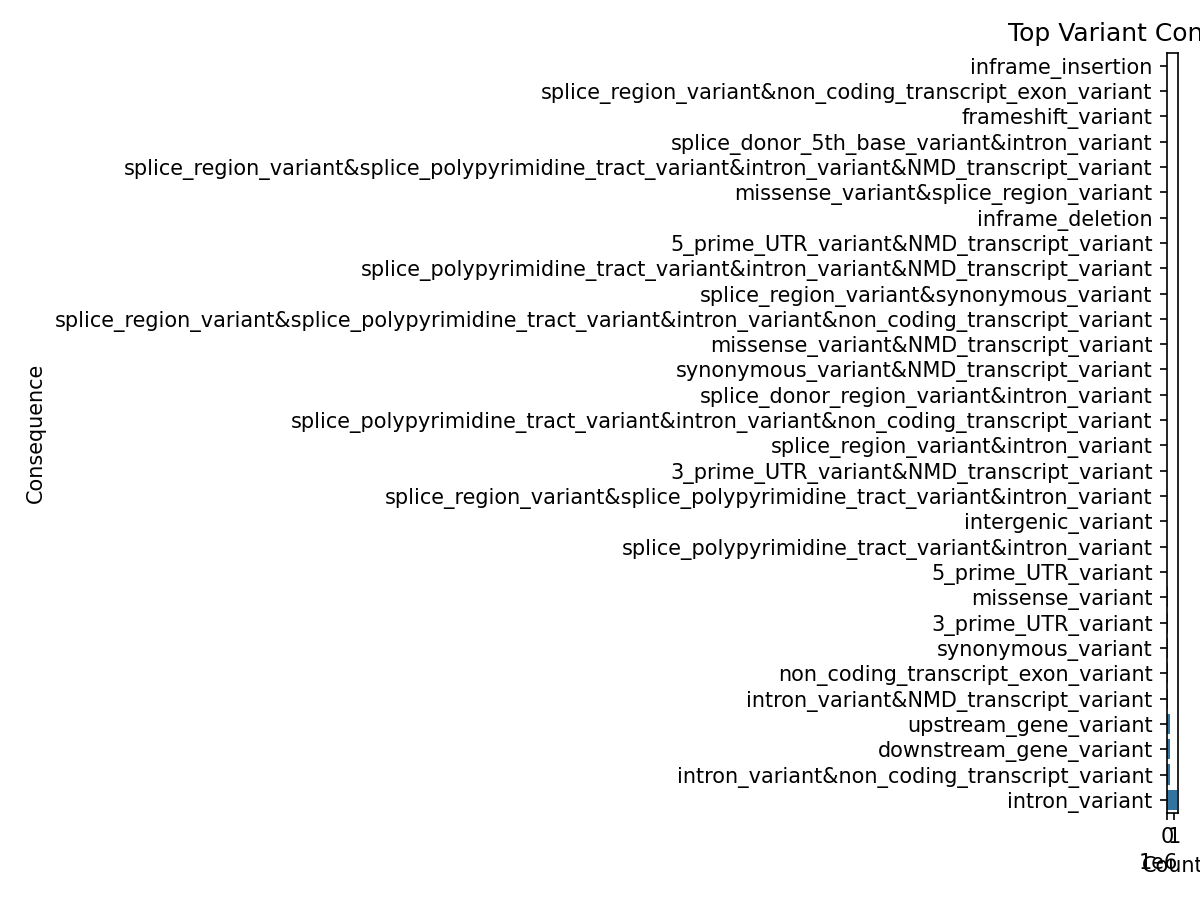 Top Variant Con
inframe_insertion
splice_region_variant&non_coding_transcript_exon_variant
frameshift_variant
splice_donor_5th_base_variant&intron_variant
splice_region_variant&splice_polypyrimidine_tract_variant&intron_variant&NMD_transcript_variant
missense_variant&splice_region_variant
inframe_deletion
5_prime_UTR_variant&NMD_transcript_variant
splice_polypyrimidine_tract_variant&intron_variant&NMD_transcript_variant
splice_region_variant&synonymous_variant
splice_region_variant&splice_polypyrimidine_tract_variant&intron_variant&non_coding_transcript_variant
missense_variant&NMD_transcript_variant
synonymous_variant&NMD_transcript_variant
splice_donor_region_variant&intron_variant
splice_polypyrimidine_tract_variant&intron_variant&non_coding_transcript_variant
splice_region_variant&intron_variant
3_prime_UTR_variant&NMD_transcript_variant
splice_region_variant&splice_polypyrimidine_tract_variant&intron_variant
intergenic_variant
splice_polypyrimidine_tract_variant&intron_variant
5_prime_UTR_variant
missense_variant
3_prime_UTR_variant
synonymous_variant
non_coding_transcript_exon_variant
intron_variant&NMD_transcript_variant
upstream_gene_variant
downstream_gene_variant
intron_variant&non_coding_transcript_variant
intron_variant
Consequence
0 1
1e6
Count